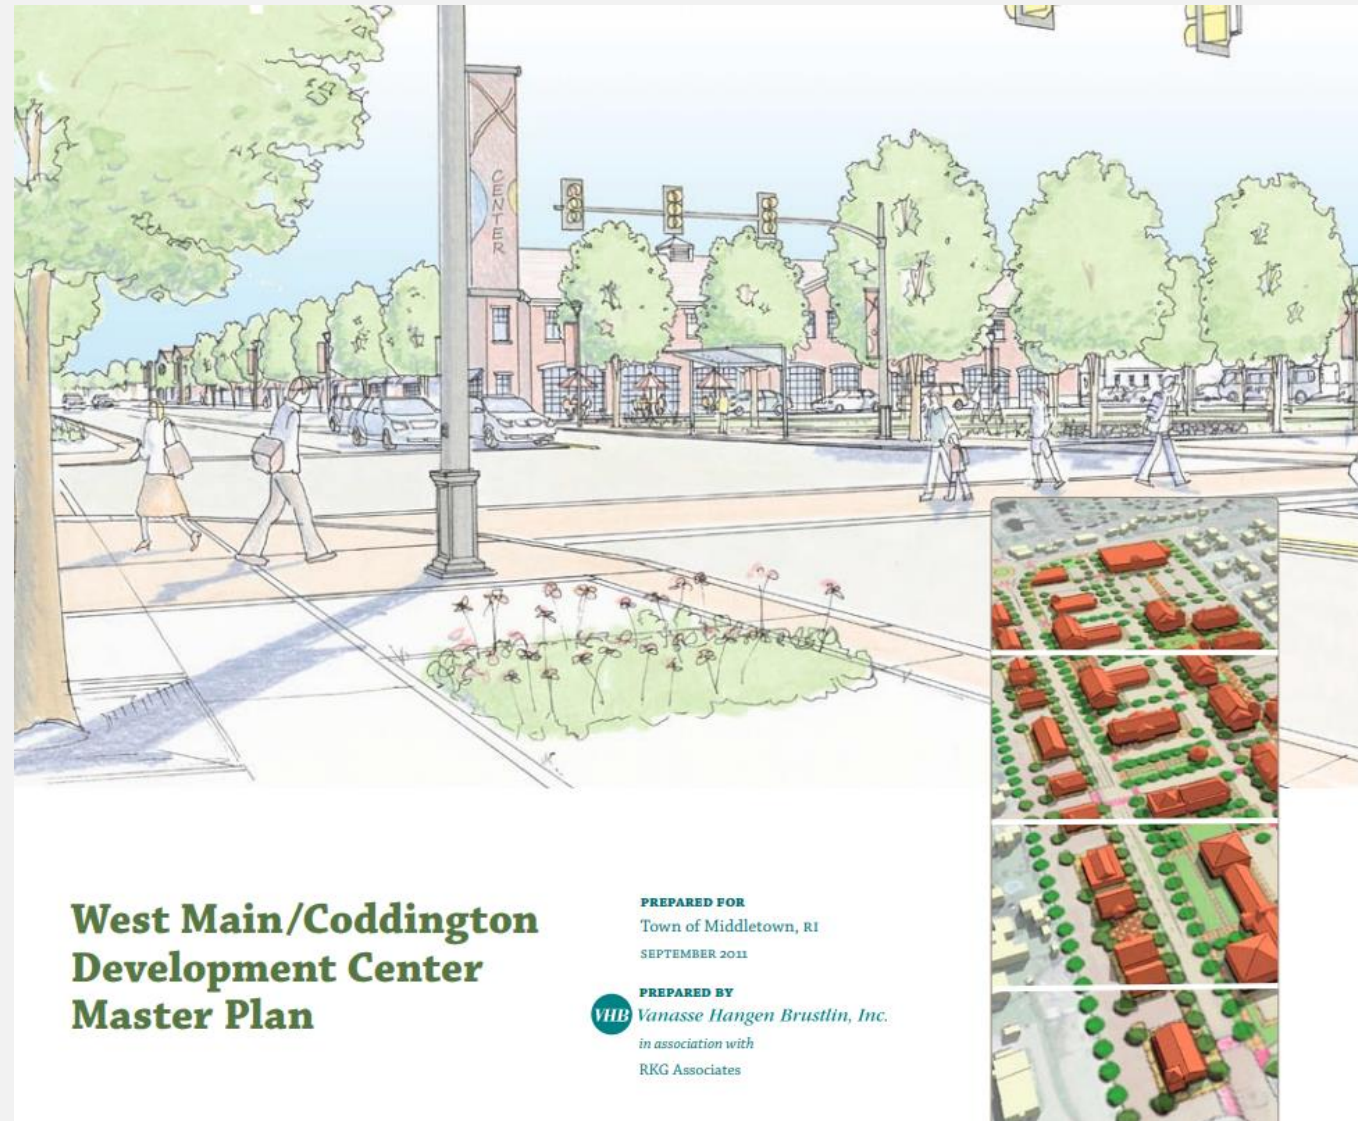 CENTER
West Main/Coddington
Development Center
Master Plan
PREPARED FOR
Town of Middletown, RI
SEPTEMBER 2011
PREPARED BY
VHB Vanasse Hangen Brustlin, Inc.
in association with
RKG Associates